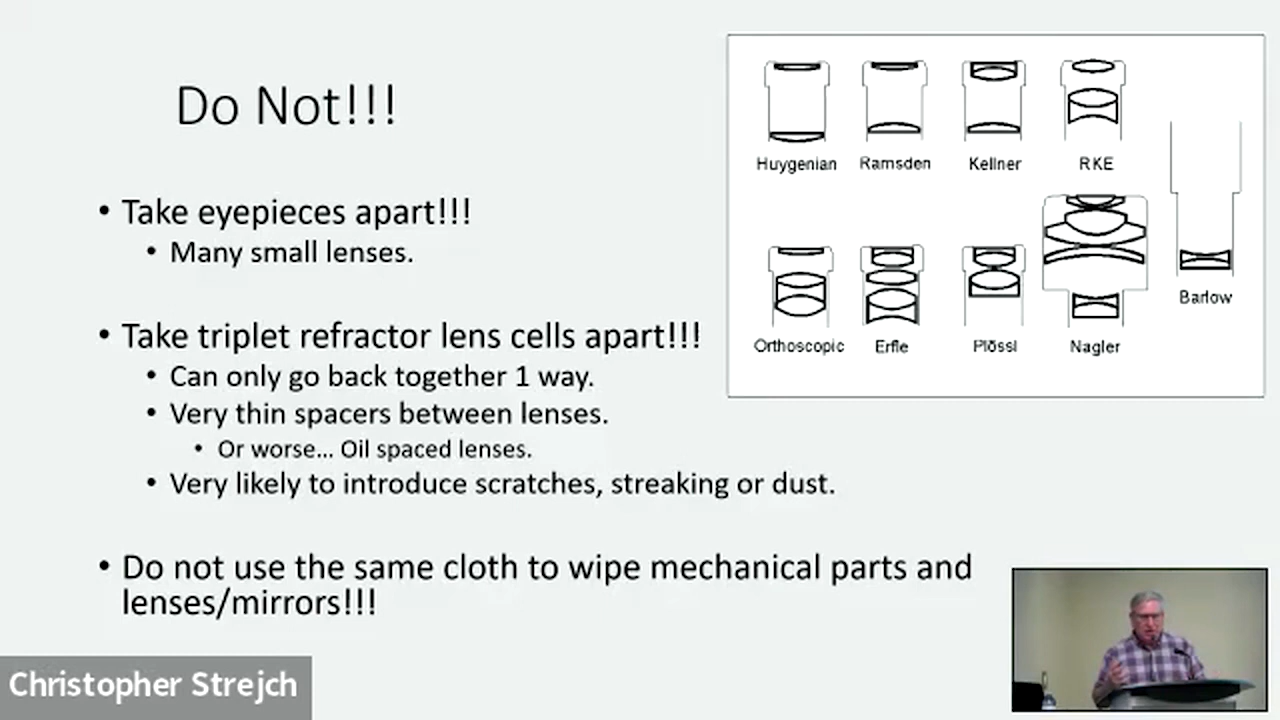 Do Not!!!
• Take eyepieces apart!!!
• Many small lenses.
• Take triplet refractor lens cells apart!!!
• Can only go back together 1 way.
• Very thin spacers between lenses.
• Or worse... Oil spaced lenses.
• Very likely to introduce scratches, streaking or dust.
• Do not use the same cloth to wipe mechanical parts and
lenses/mirrors!!!
Huygenian Ramsden Kellner RKE
Barlow
Orthoscopic Erfle Plössl Nagler
Christopher Strejch